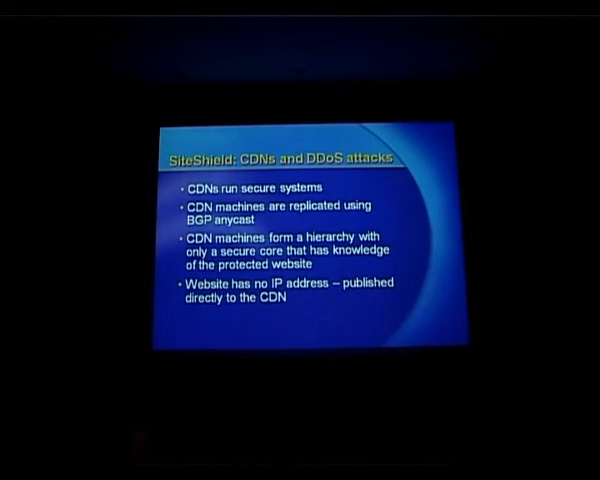 SiteShield: CDNs and DDoS attacks
• CDNs run secure systems
• CDN machines are replicated using
BGP anycast
• CDN machines form a hierarchy with
only a secure core that has knowledge
of the protected website
• Website has no IP address – published
directly to the CDN